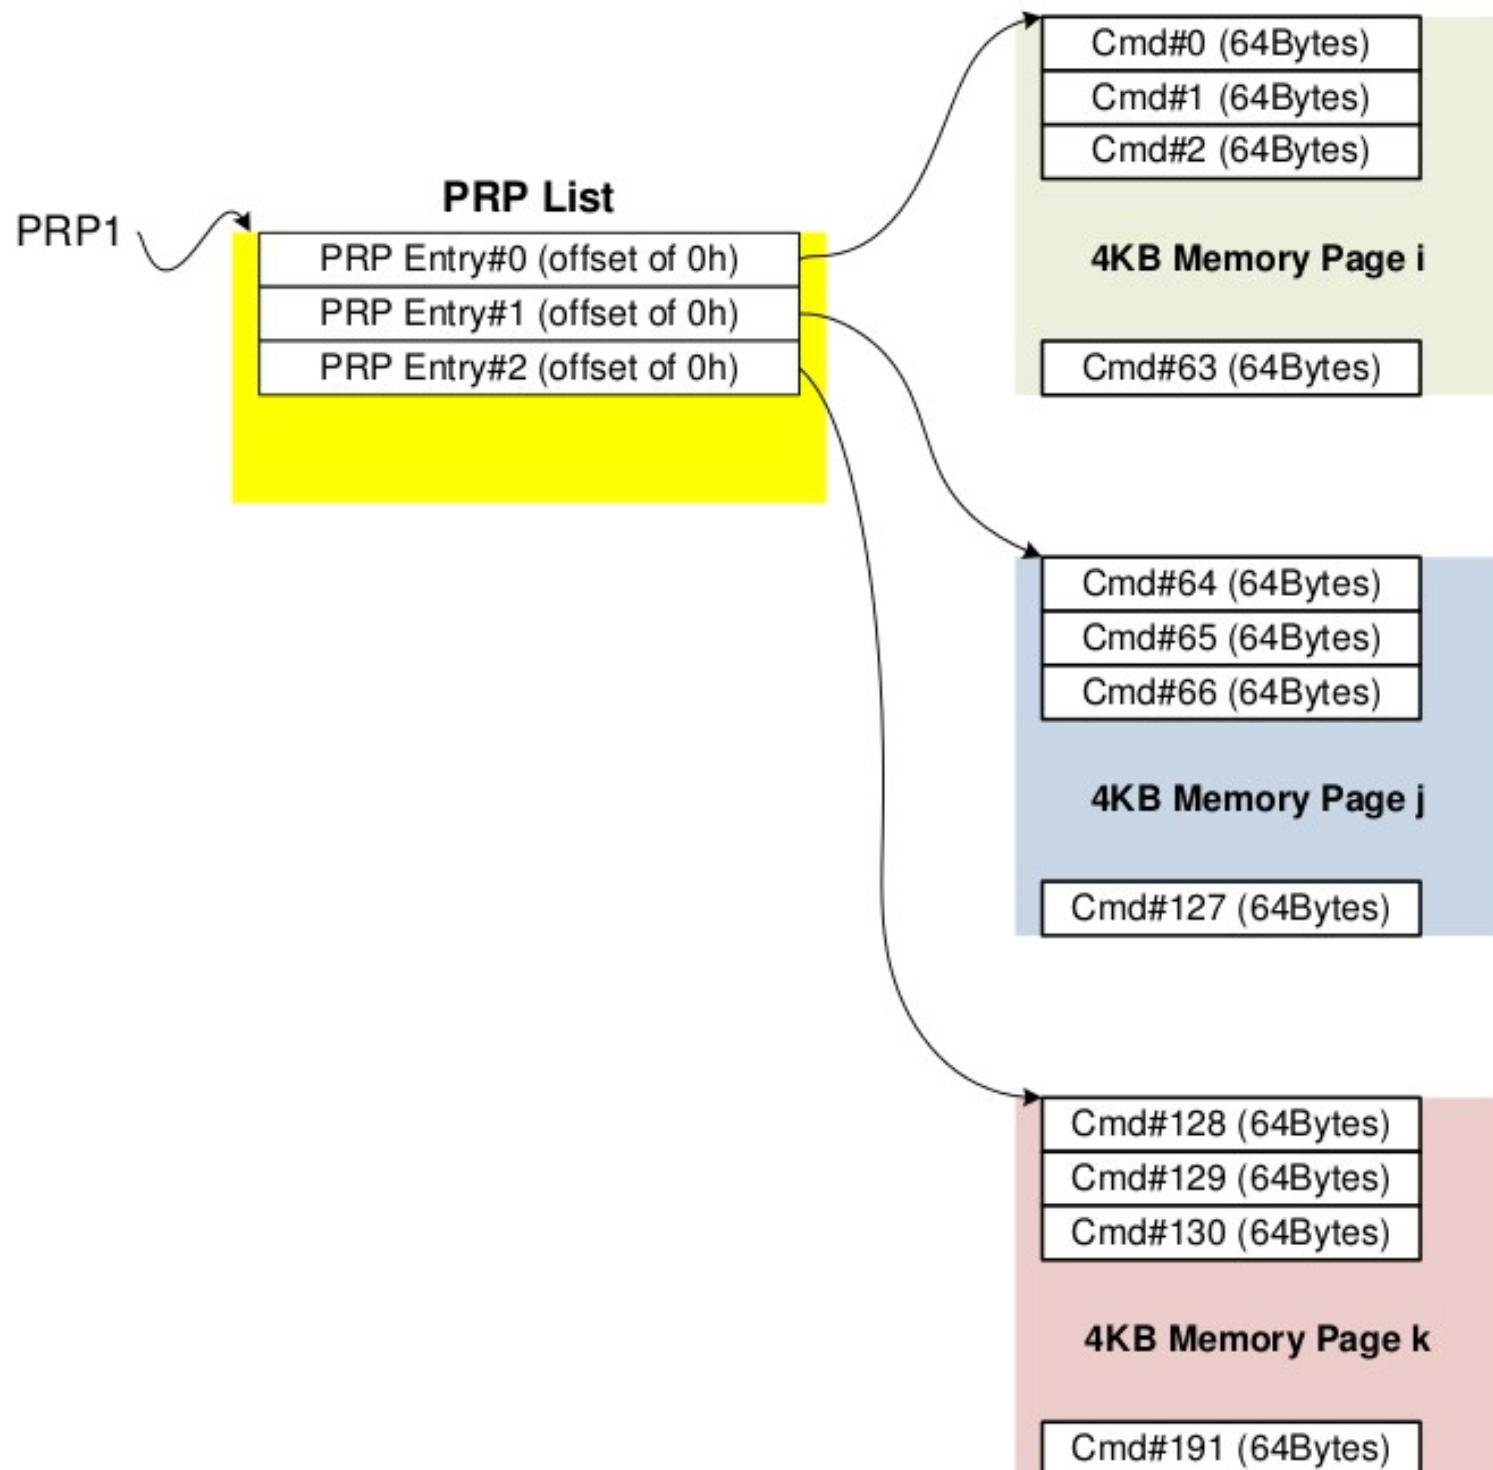 PRP1
PRP List
PRP Entry#0 (offset of 0h)
PRP Entry#1 (offset of 0h)
PRP Entry#2 (offset of 0h)
Cmd#0 (64Bytes)
Cmd#1 (64Bytes)
Cmd#2 (64Bytes)
4KB Memory Page i
Cmd#63 (64Bytes)
Cmd#64 (64Bytes)
Cmd#65 (64Bytes)
Cmd#66 (64Bytes)
4KB Memory Page j
Cmd#127 (64Bytes)
Cmd#128 (64Bytes)
Cmd#129 (64Bytes)
Cmd#130 (64Bytes)
4KB Memory Page k
Cmd#191 (64Bytes)